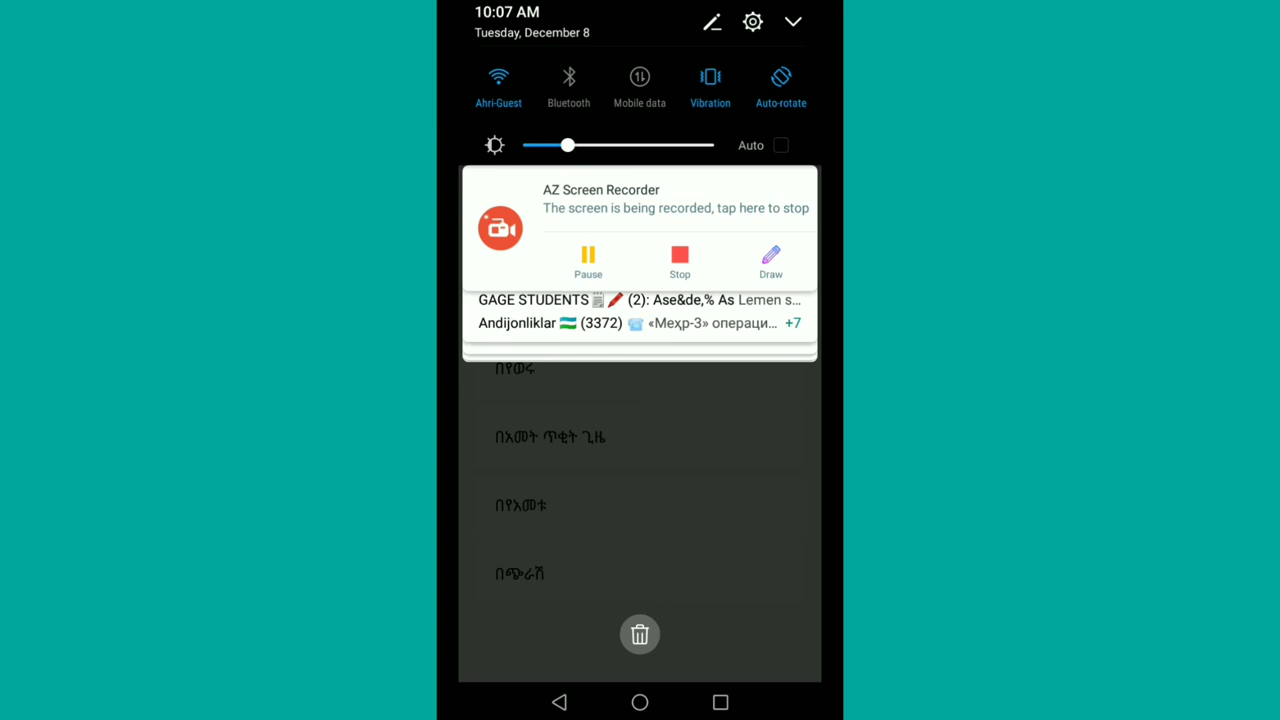 10:07 AM
Tuesday, December 8
Ahri-Guest
Bluetooth
Mobile data
Vibration
Auto-rotate
Auto
AZ Screen Recorder
The screen is being recorded, tap here to stop
Pause
Stop
Draw
GAGE STUDENTS 🗒🖍 (2): Ase&de,% As Lemen s...
Andijonliklar 🇺🇿 (3372) ☎️ «Меҳр-3» операци... +7
በየወሩ
በአመት ጥቂት ጊዜ
በየአመቱ
በጭራሽ